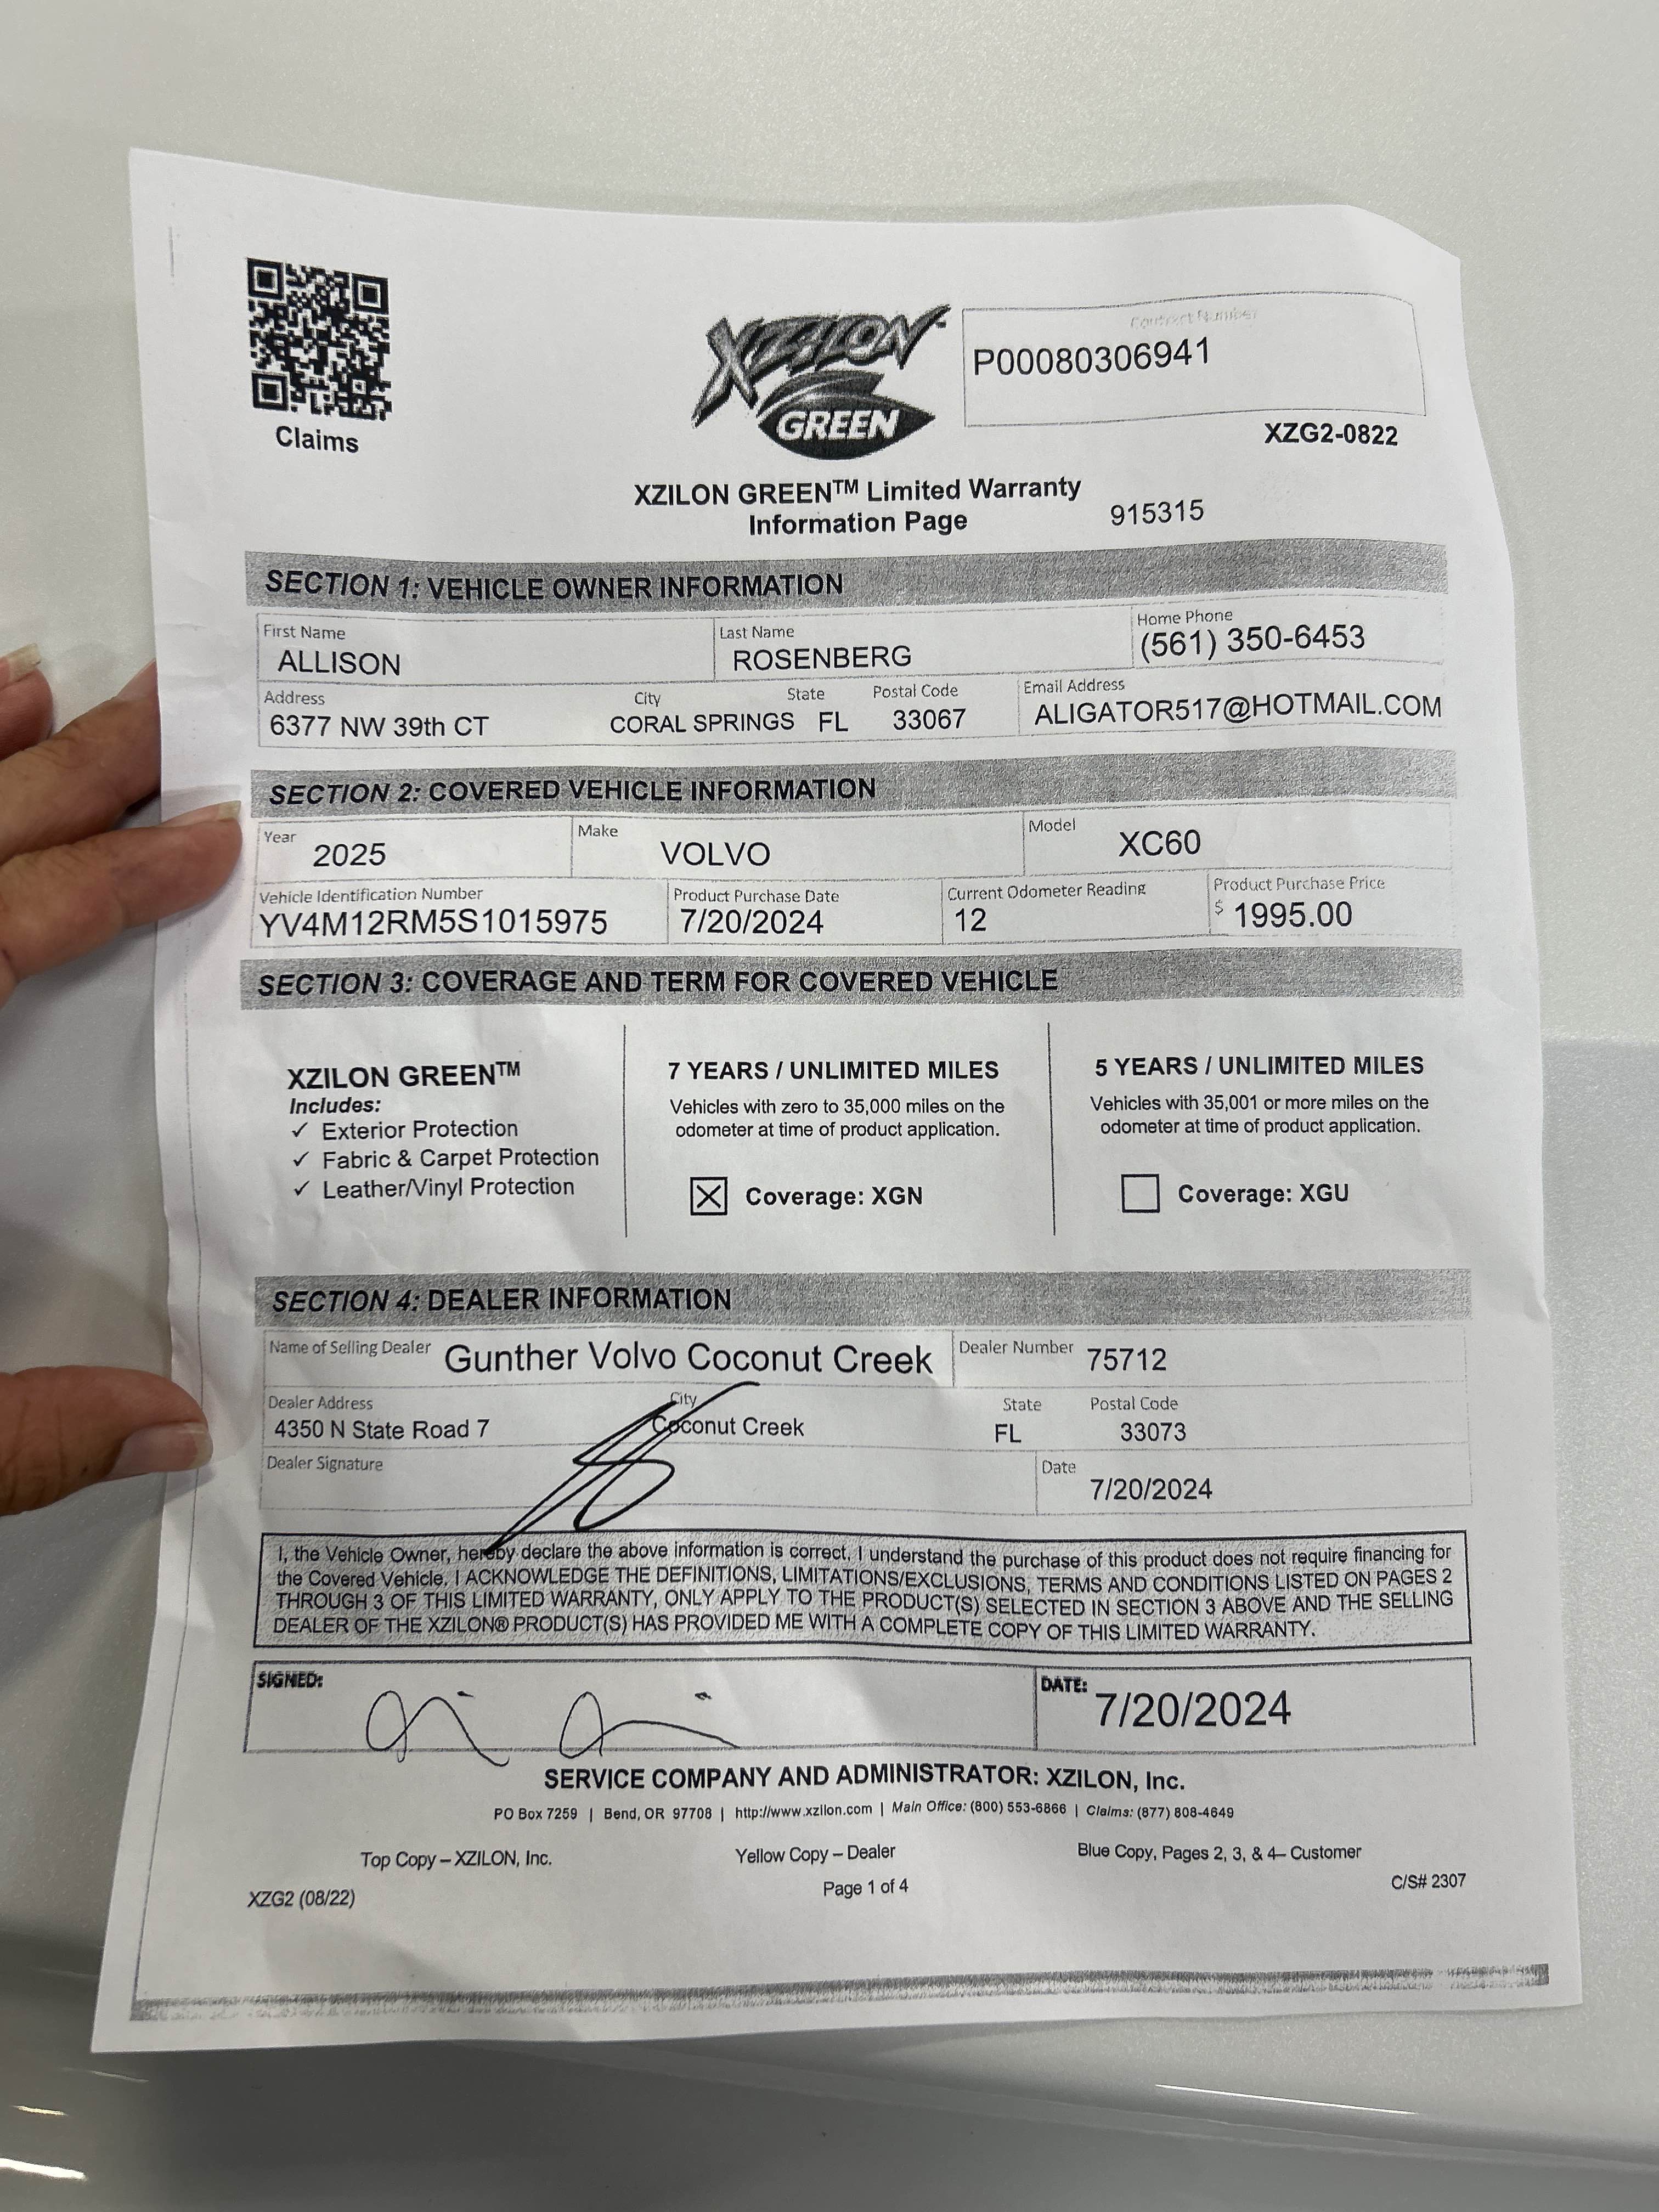 Claims
XZILON
GREEN
Contract Number
P00080306941
XZG2-0822
XZILON GREEN™ Limited Warranty
Information Page
915315
SECTION 1: VEHICLE OWNER INFORMATION
First Name
ALLISON
Last Name
ROSENBERG
Home Phone
(561) 350-6453
Address
6377 NW 39th CT
City
CORAL SPRINGS
State
FL
Postal Code
33067
Email Address
ALIGATOR517@HOTMAIL.COM
SECTION 2: COVERED VEHICLE INFORMATION
Year
2025
Make
VOLVO
Model
XC60
Vehicle Identification Number
YV4M12RM5S1015975
Product Purchase Date
7/20/2024
Current Odometer Reading
12
Product Purchase Price
$ 1995.00
SECTION 3: COVERAGE AND TERM FOR COVERED VEHICLE
XZILON GREEN™
Includes:
✓ Exterior Protection
✓ Fabric & Carpet Protection
✓ Leather/Vinyl Protection
7 YEARS / UNLIMITED MILES
Vehicles with zero to 35,000 miles on the
odometer at time of product application.
☒ Coverage: XGN
5 YEARS / UNLIMITED MILES
Vehicles with 35,001 or more miles on the
odometer at time of product application.
☐ Coverage: XGU
SECTION 4: DEALER INFORMATION
Name of Selling Dealer Gunther Volvo Coconut Creek
Dealer Number 75712
Dealer Address
4350 N State Road 7
City
Coconut Creek
State
FL
Postal Code
33073
Dealer Signature
Date
7/20/2024
I, the Vehicle Owner, hereby declare the above information is correct. I understand the purchase of this product does not require financing for
the Covered Vehicle. I ACKNOWLEDGE THE DEFINITIONS, LIMITATIONS/EXCLUSIONS, TERMS AND CONDITIONS LISTED ON PAGES 2
THROUGH 3 OF THIS LIMITED WARRANTY, ONLY APPLY TO THE PRODUCT(S) SELECTED IN SECTION 3 ABOVE AND THE SELLING
DEALER OF THE XZILON® PRODUCT(S) HAS PROVIDED ME WITH A COMPLETE COPY OF THIS LIMITED WARRANTY.
SIGNED:
DATE: 7/20/2024
SERVICE COMPANY AND ADMINISTRATOR: XZILON, Inc.
PO Box 7259 | Bend, OR 97708 | http://www.xzilon.com | Main Office: (800) 553-6866 | Claims: (877) 808-4649
Top Copy – XZILON, Inc.
Yellow Copy – Dealer
Blue Copy, Pages 2, 3, & 4– Customer
XZG2 (08/22)
Page 1 of 4
C/S# 2307